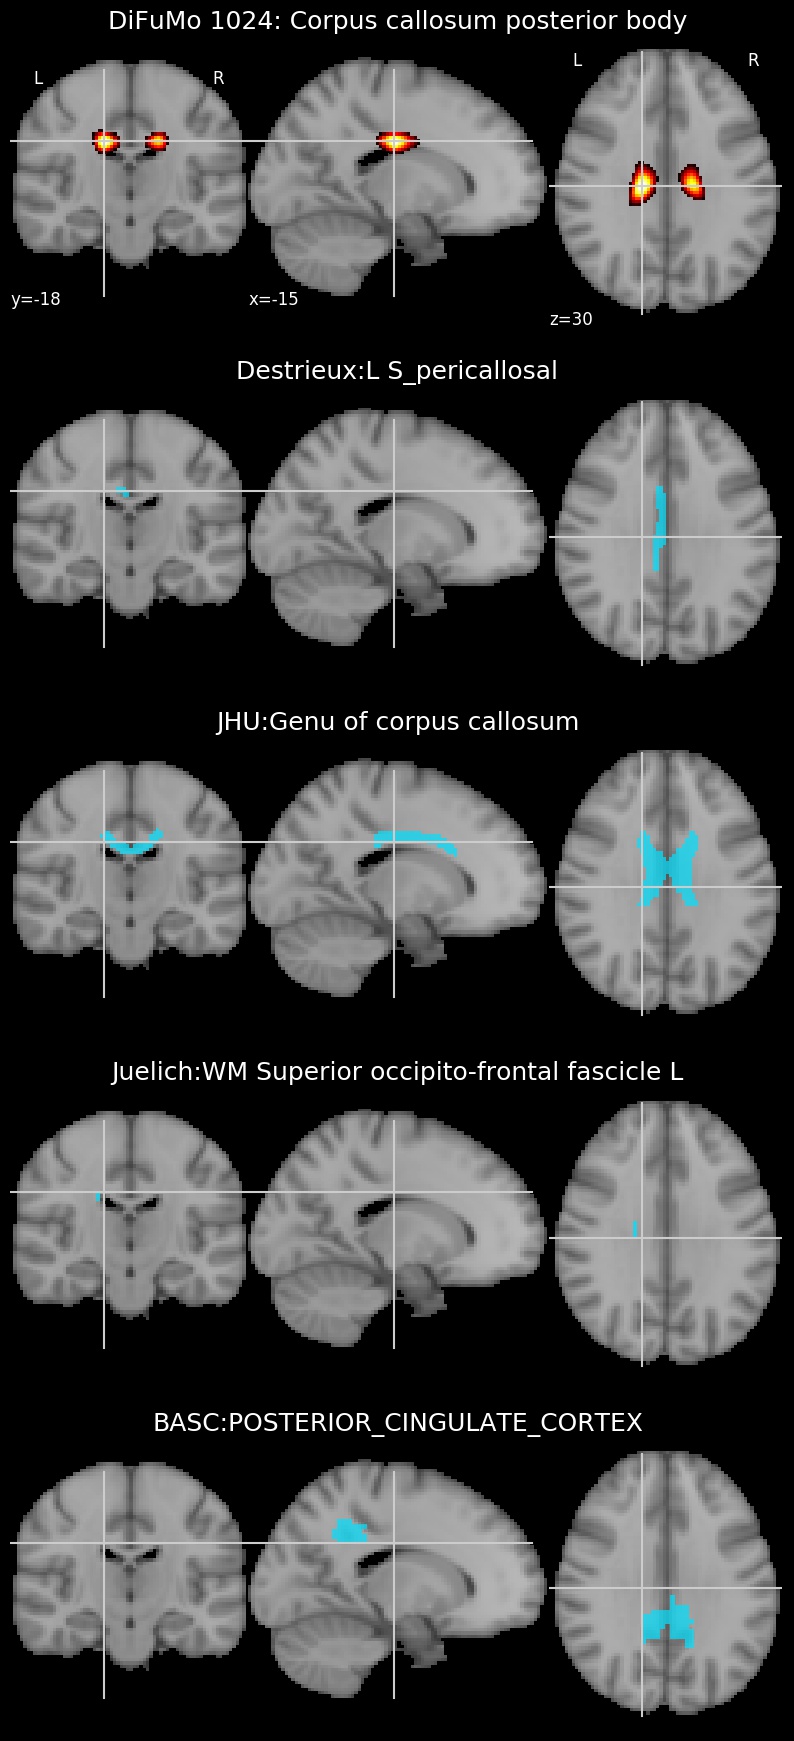 DiFuMo 1024: Corpus callosum posterior body
L R L R
y=-18 x=-15 z=30
Destrieux:L S_pericallosal
JHU:Genu of corpus callosum
Juelich:WM Superior occipito-frontal fascicle L
BASC:POSTERIOR_CINGULATE_CORTEX